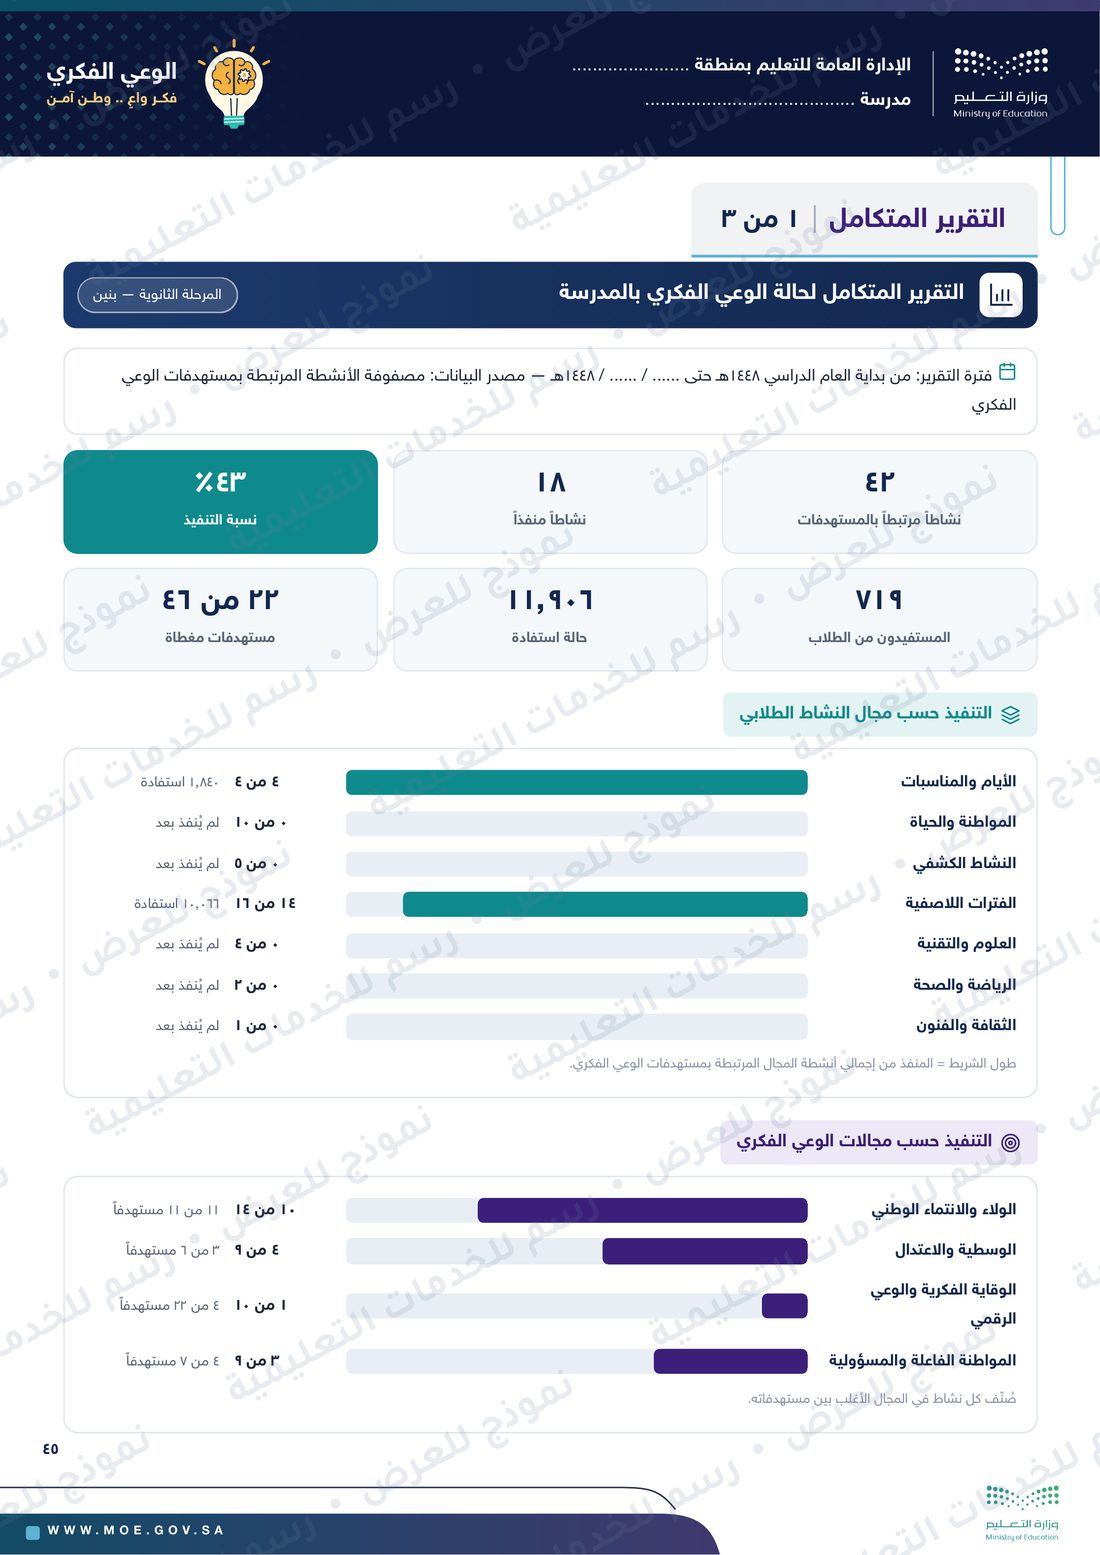 وزارة التعليم
Ministry of Education
الإدارة العامة للتعليم بمنطقة ......................
مدرسة .......................................
الوعي الفكري
فكـر واعٍ .. وطـن آمـن
التقرير المتكامل | ١ من ٣
التقرير المتكامل لحالة الوعي الفكري بالمدرسة
المرحلة الثانوية — بنين
فترة التقرير: من بداية العام الدراسي ١٤٤٨هـ حتى ...... / ...... / ١٤٤٨هـ — مصدر البيانات: مصفوفة الأنشطة المرتبطة بمستهدفات الوعي
الفكري
٤٢
نشاطاً مرتبطاً بالمستهدفات
١٨
نشاطاً منفذاً
٤٣٪
نسبة التنفيذ
٧١٩
المستفيدون من الطلاب
١١,٩٠٦
حالة استفادة
٢٢ من ٤٦
مستهدفات مغطاة
التنفيذ حسب مجال النشاط الطلابي
الأيام والمناسبات ٤ من ٤ ١,٨٤٠ استفادة
المواطنة والحياة ٠ من ١٠ لم يُنفذ بعد
النشاط الكشفي ٠ من ٥ لم يُنفذ بعد
الفترات اللاصفية ١٤ من ١٦ ١٠,٠٦٦ استفادة
العلوم والتقنية ٠ من ٤ لم يُنفذ بعد
الرياضة والصحة ٠ من ٢ لم يُنفذ بعد
الثقافة والفنون ٠ من ١ لم يُنفذ بعد
طول الشريط = المنفذ من إجمالي أنشطة المجال المرتبطة بمستهدفات الوعي الفكري.
التنفيذ حسب مجالات الوعي الفكري
الولاء والانتماء الوطني ١٠ من ١٤ ١١ من ١١ مستهدفاً
الوسطية والاعتدال ٤ من ٩ ٣ من ٦ مستهدفاً
الوقاية الفكرية والوعي
الرقمي ١ من ١٠ ٤ من ٢٢ مستهدفاً
المواطنة الفاعلة والمسؤولية ٣ من ٩ ٤ من ٧ مستهدفاً
صُنّف كل نشاط في المجال الأغلب بين مستهدفاته.
٤٥
WWW.MOE.GOV.SA
وزارة التعليم
Ministry of Education
نموذج للعرض • رسم للخدمات التعليمية